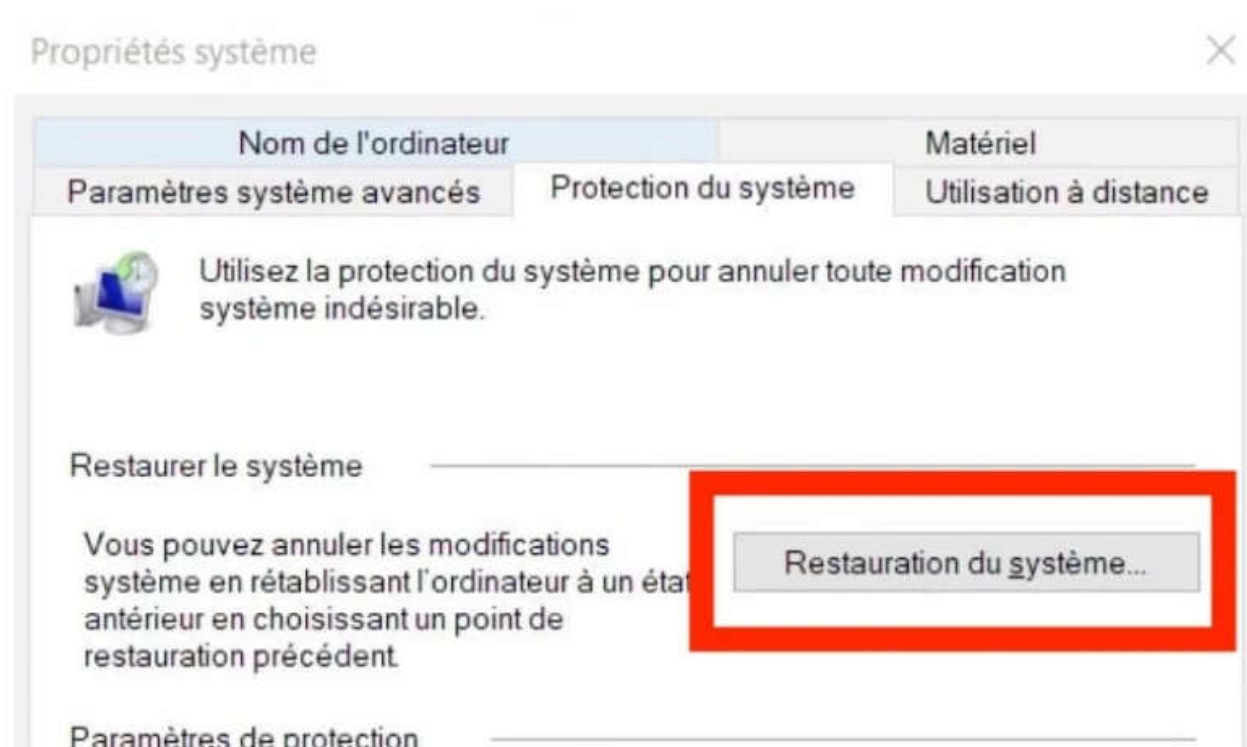 Propriétés système
Nom de l'ordinateur
Matériel
Paramètres système avancés
Protection du système
Utilisation à distance
Utilisez la protection du système pour annuler toute modification
système indésirable.
Restaurer le système
Vous pouvez annuler les modifications
système en rétablissant l'ordinateur à un état
antérieur en choisissant un point de
restauration précédent.
Restauration du système...
Paramètres de protection